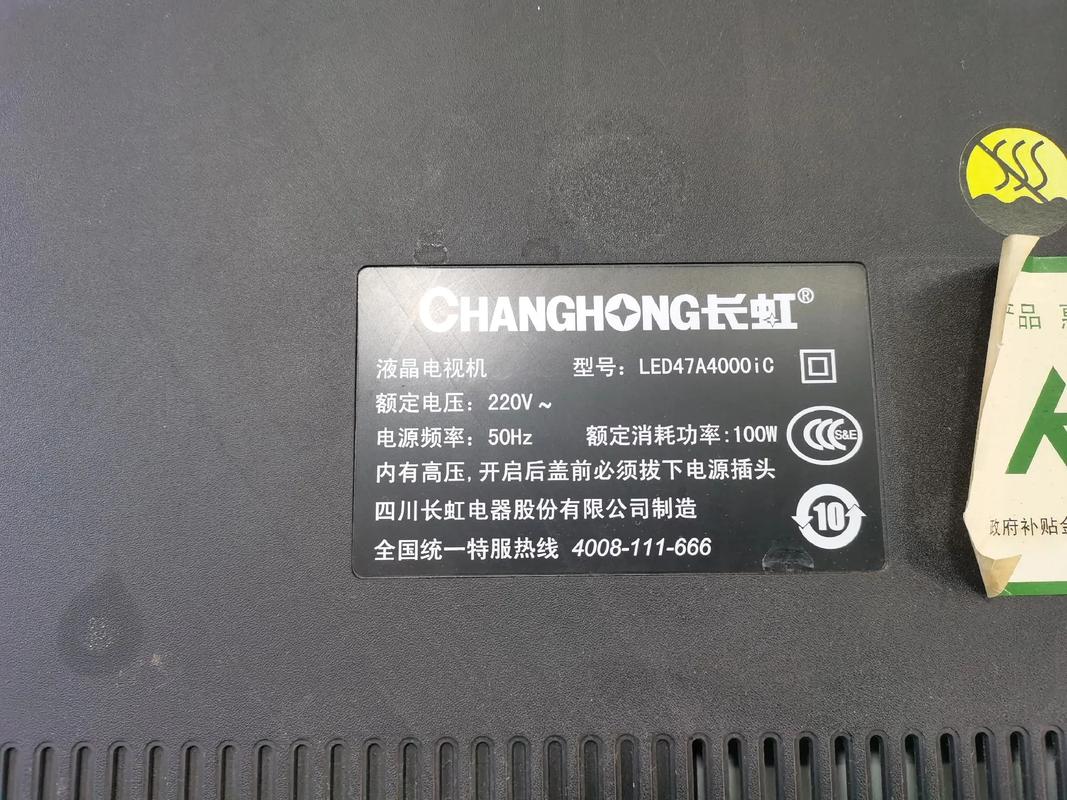 CHANGHONG长虹®
液晶电视机 型号：LED47A4000iC
额定电压：220V~
电源频率：50Hz 额定消耗功率:100W
S&E
内有高压,开启后盖前必须拔下电源插头
10
四川长虹电器股份有限公司制造
全国统一特服热线 4008-111-666
品
政府补贴